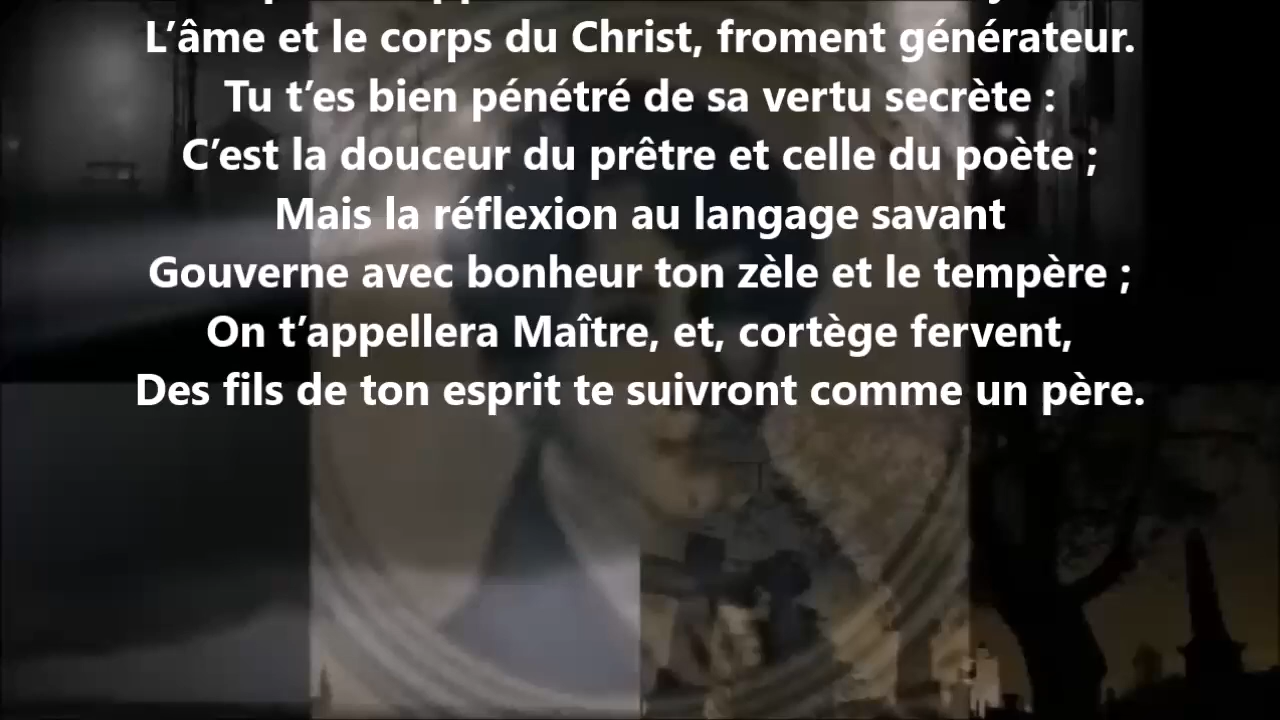 L’âme et le corps du Christ, froment générateur.
Tu t’es bien pénétré de sa vertu secrète :
C’est la douceur du prêtre et celle du poète ;
Mais la réflexion au langage savant
Gouverne avec bonheur ton zèle et le tempère ;
On t’appellera Maître, et, cortège fervent,
Des fils de ton esprit te suivront comme un père.